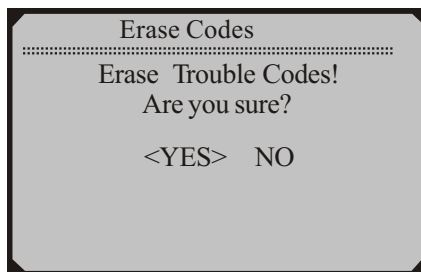 Erase Codes
Erase Trouble Codes!
Are you sure?
<YES> NO